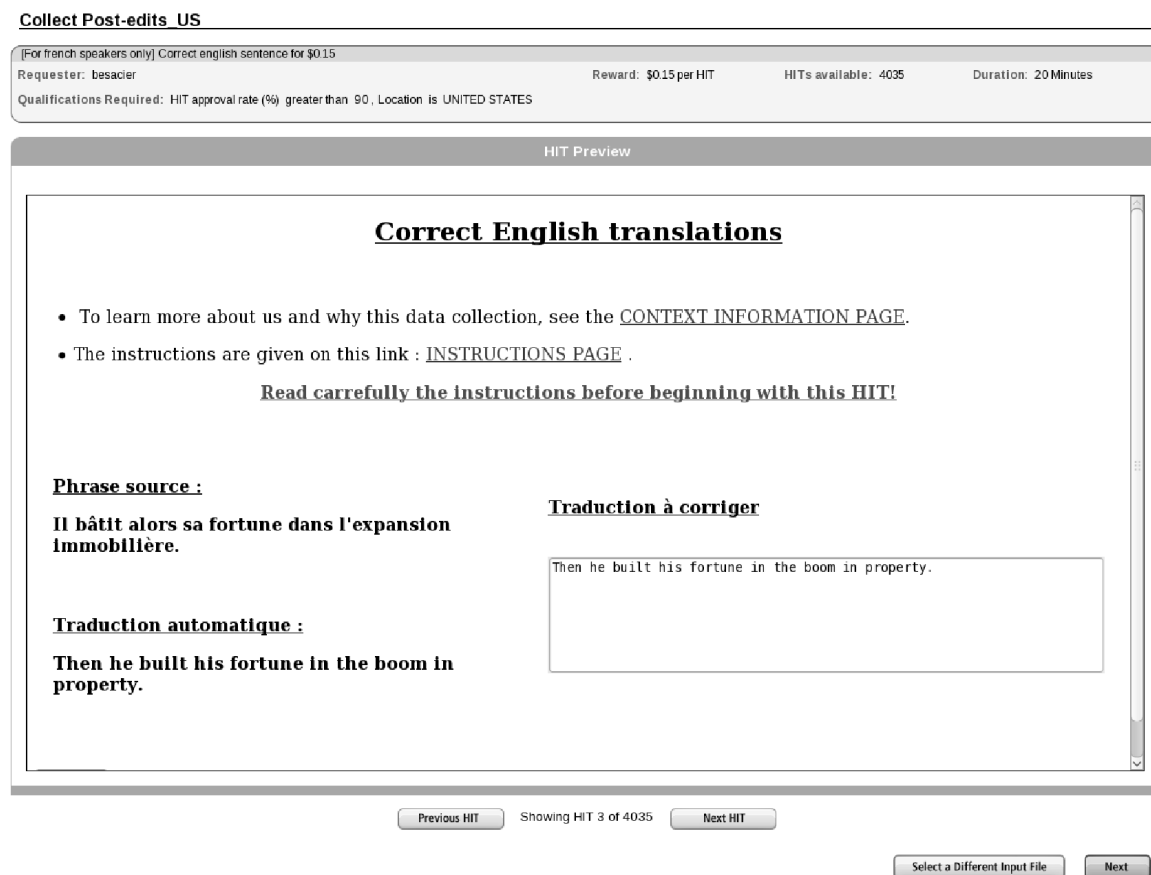 Collect Post-edits_US
[For french speakers only] Correct english sentence for $0.15
Requester: besacier Reward: $0.15 per HIT HITs available: 4035 Duration: 20 Minutes
Qualifications Required: HIT approval rate (%) greater than 90 , Location is UNITED STATES
HIT Preview
Correct English translations
• To learn more about us and why this data collection, see the CONTEXT INFORMATION PAGE.
• The instructions are given on this link : INSTRUCTIONS PAGE .
Read carrefully the instructions before beginning with this HIT!
Phrase source :
Il bâtit alors sa fortune dans l'expansion
immobilière.
Traduction automatique :
Then he built his fortune in the boom in
property.
Traduction à corriger
Then he built his fortune in the boom in property.
Previous HIT Showing HIT 3 of 4035 Next HIT
Select a Different Input File Next